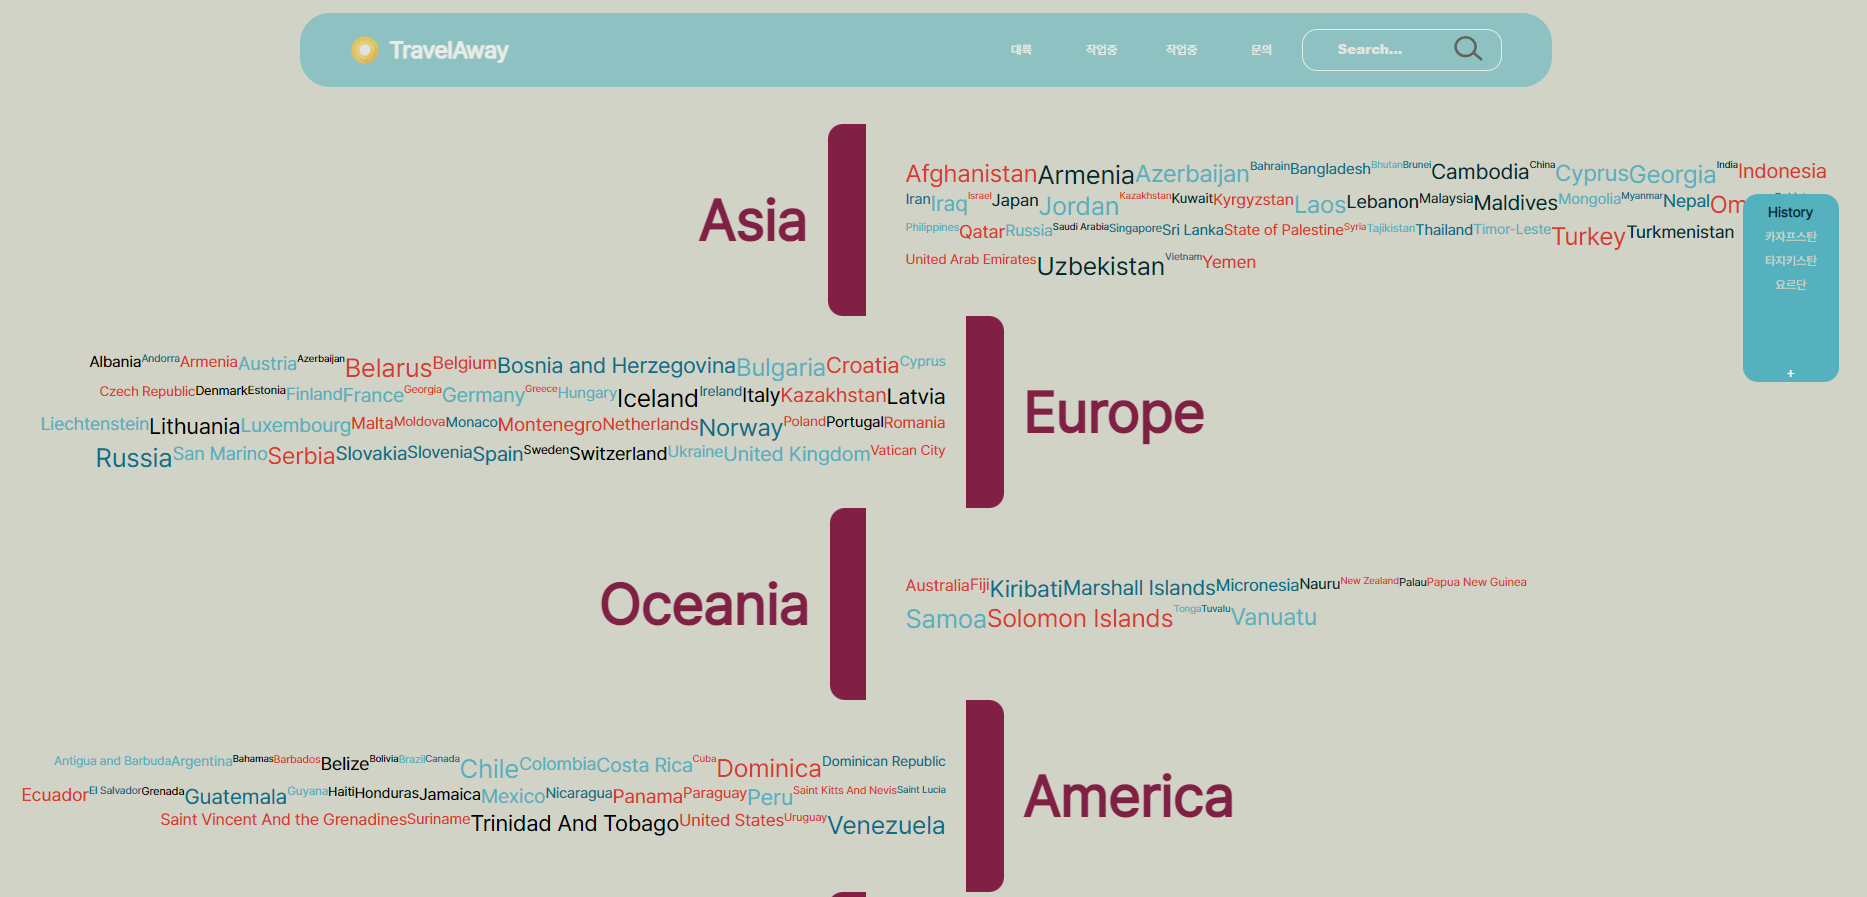 TravelAway
대륙 작업중 작업중 문의 Search...
Asia
AfghanistanArmeniaAzerbaijanBahrainBangladeshBhutanBruneiCambodiaChinaCyprusGeorgiaIndiaIndonesia
IranIraqIsraelJapanJordanKazakhstanKuwaitKyrgyzstanLaosLebanonMalaysiaMaldivesMongoliaMyanmarNepal
PhilippinesQatarRussiaSaudi ArabiaSingaporeSri LankaState of PalestineSyriaTajikistanThailandTimor-LesteTurkeyTurkmenistan
United Arab EmiratesUzbekistanVietnamYemen
History
카자프스탄
타지키스탄
요르단
+
AlbaniaAndorraArmeniaAustriaAzerbaijanBelarusBelgiumBosnia and HerzegovinaBulgariaCroatiaCyprus
Czech RepublicDenmarkEstoniaFinlandFranceGeorgiaGermanyGreeceHungaryIcelandIrelandItalyKazakhstanLatvia
LiechtensteinLithuaniaLuxembourgMaltaMoldovaMonacoMontenegroNetherlandsNorwayPolandPortugalRomania
RussiaSan MarinoSerbiaSlovakiaSloveniaSpainSwedenSwitzerlandUkraineUnited KingdomVatican City
Europe
Oceania
AustraliaFijiKiribatiMarshall IslandsMicronesiaNauruNew ZealandPalauPapua New Guinea
SamoaSolomon IslandsTongaTuvaluVanuatu
Antigua and BarbudaArgentinaBahamasBarbadosBelizeBoliviaBrazilCanadaChileColombiaCosta RicaCubaDominicaDominican Republic
EcuadorEl SalvadorGrenadaGuatemalaGuyanaHaitiHondurasJamaicaMexicoNicaraguaPanamaParaguayPeruSaint Kitts And NevisSaint Lucia
Saint Vincent And the GrenadinesSurinameTrinidad And TobagoUnited StatesUruguayVenezuela
America